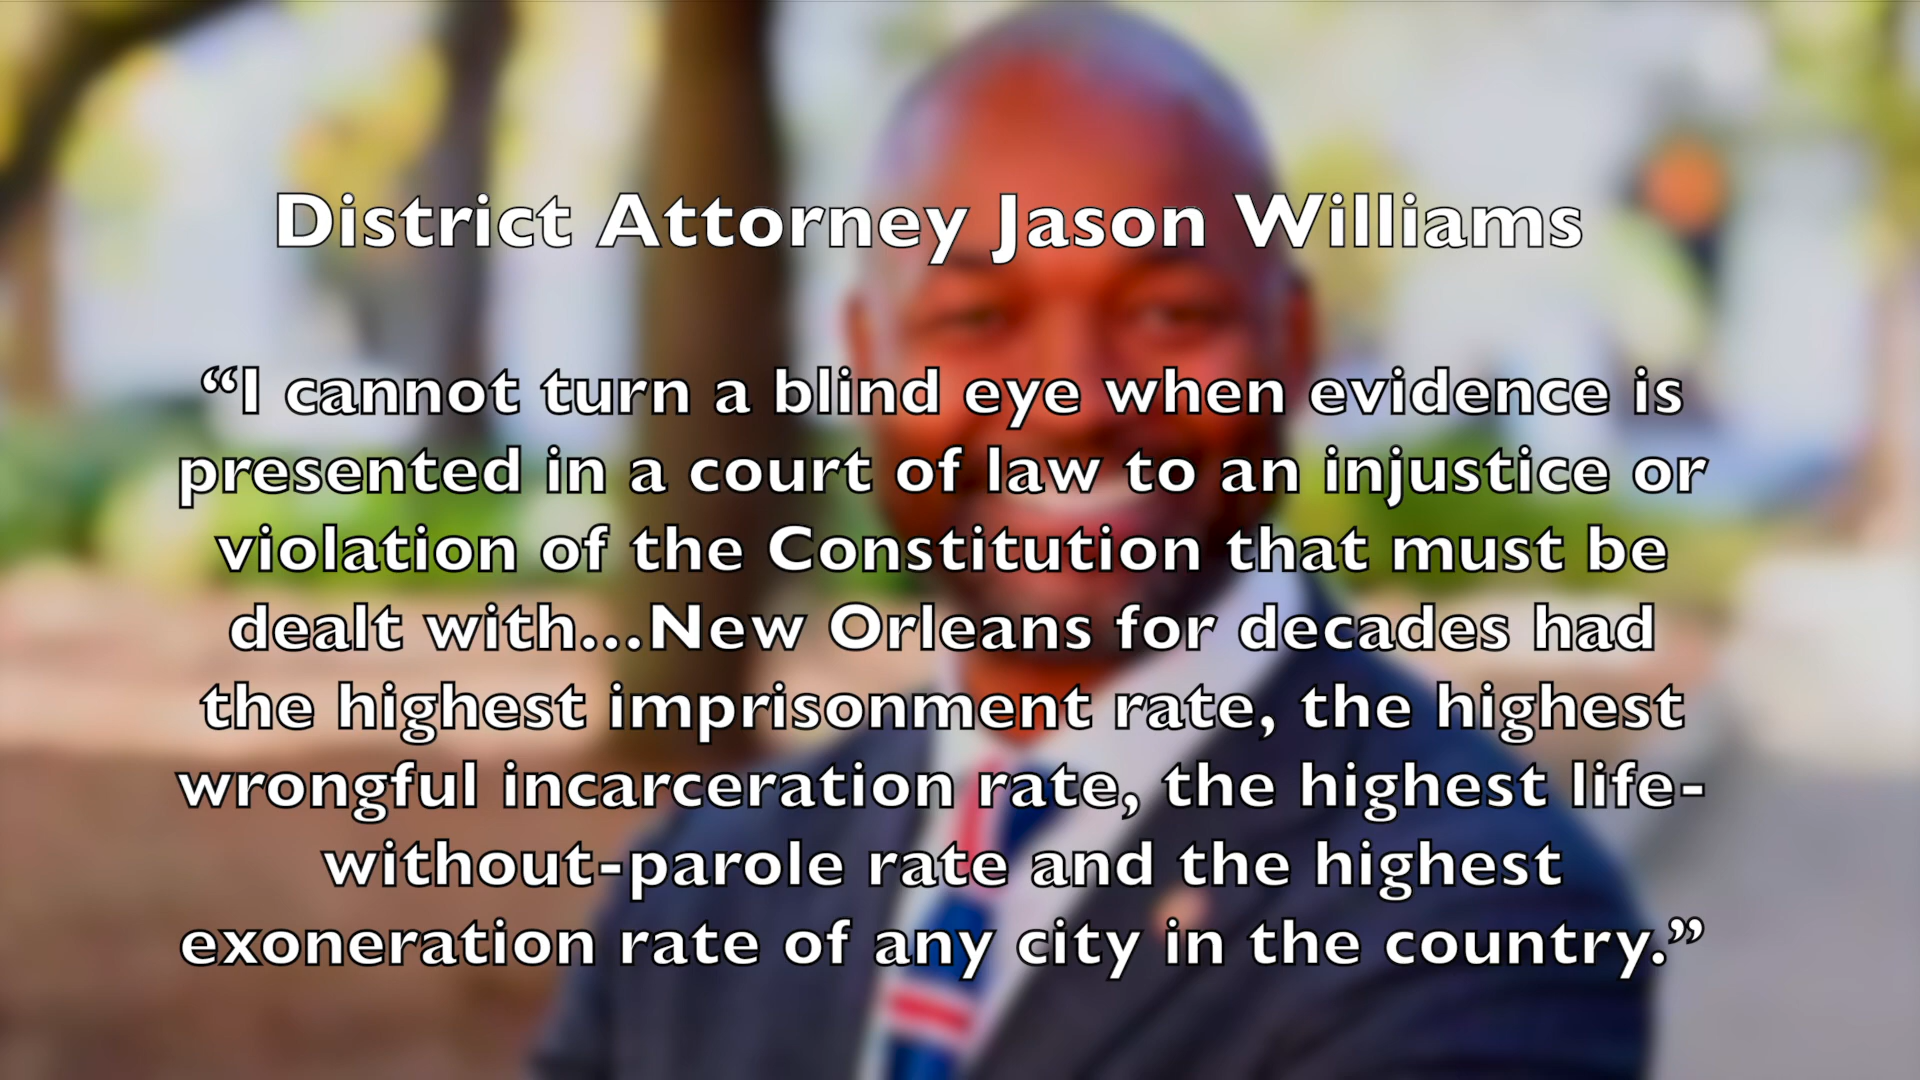 District Attorney Jason Williams
“I cannot turn a blind eye when evidence is
presented in a court of law to an injustice or
violation of the Constitution that must be
dealt with...New Orleans for decades had
the highest imprisonment rate, the highest
wrongful incarceration rate, the highest life-
without-parole rate and the highest
exoneration rate of any city in the country.”